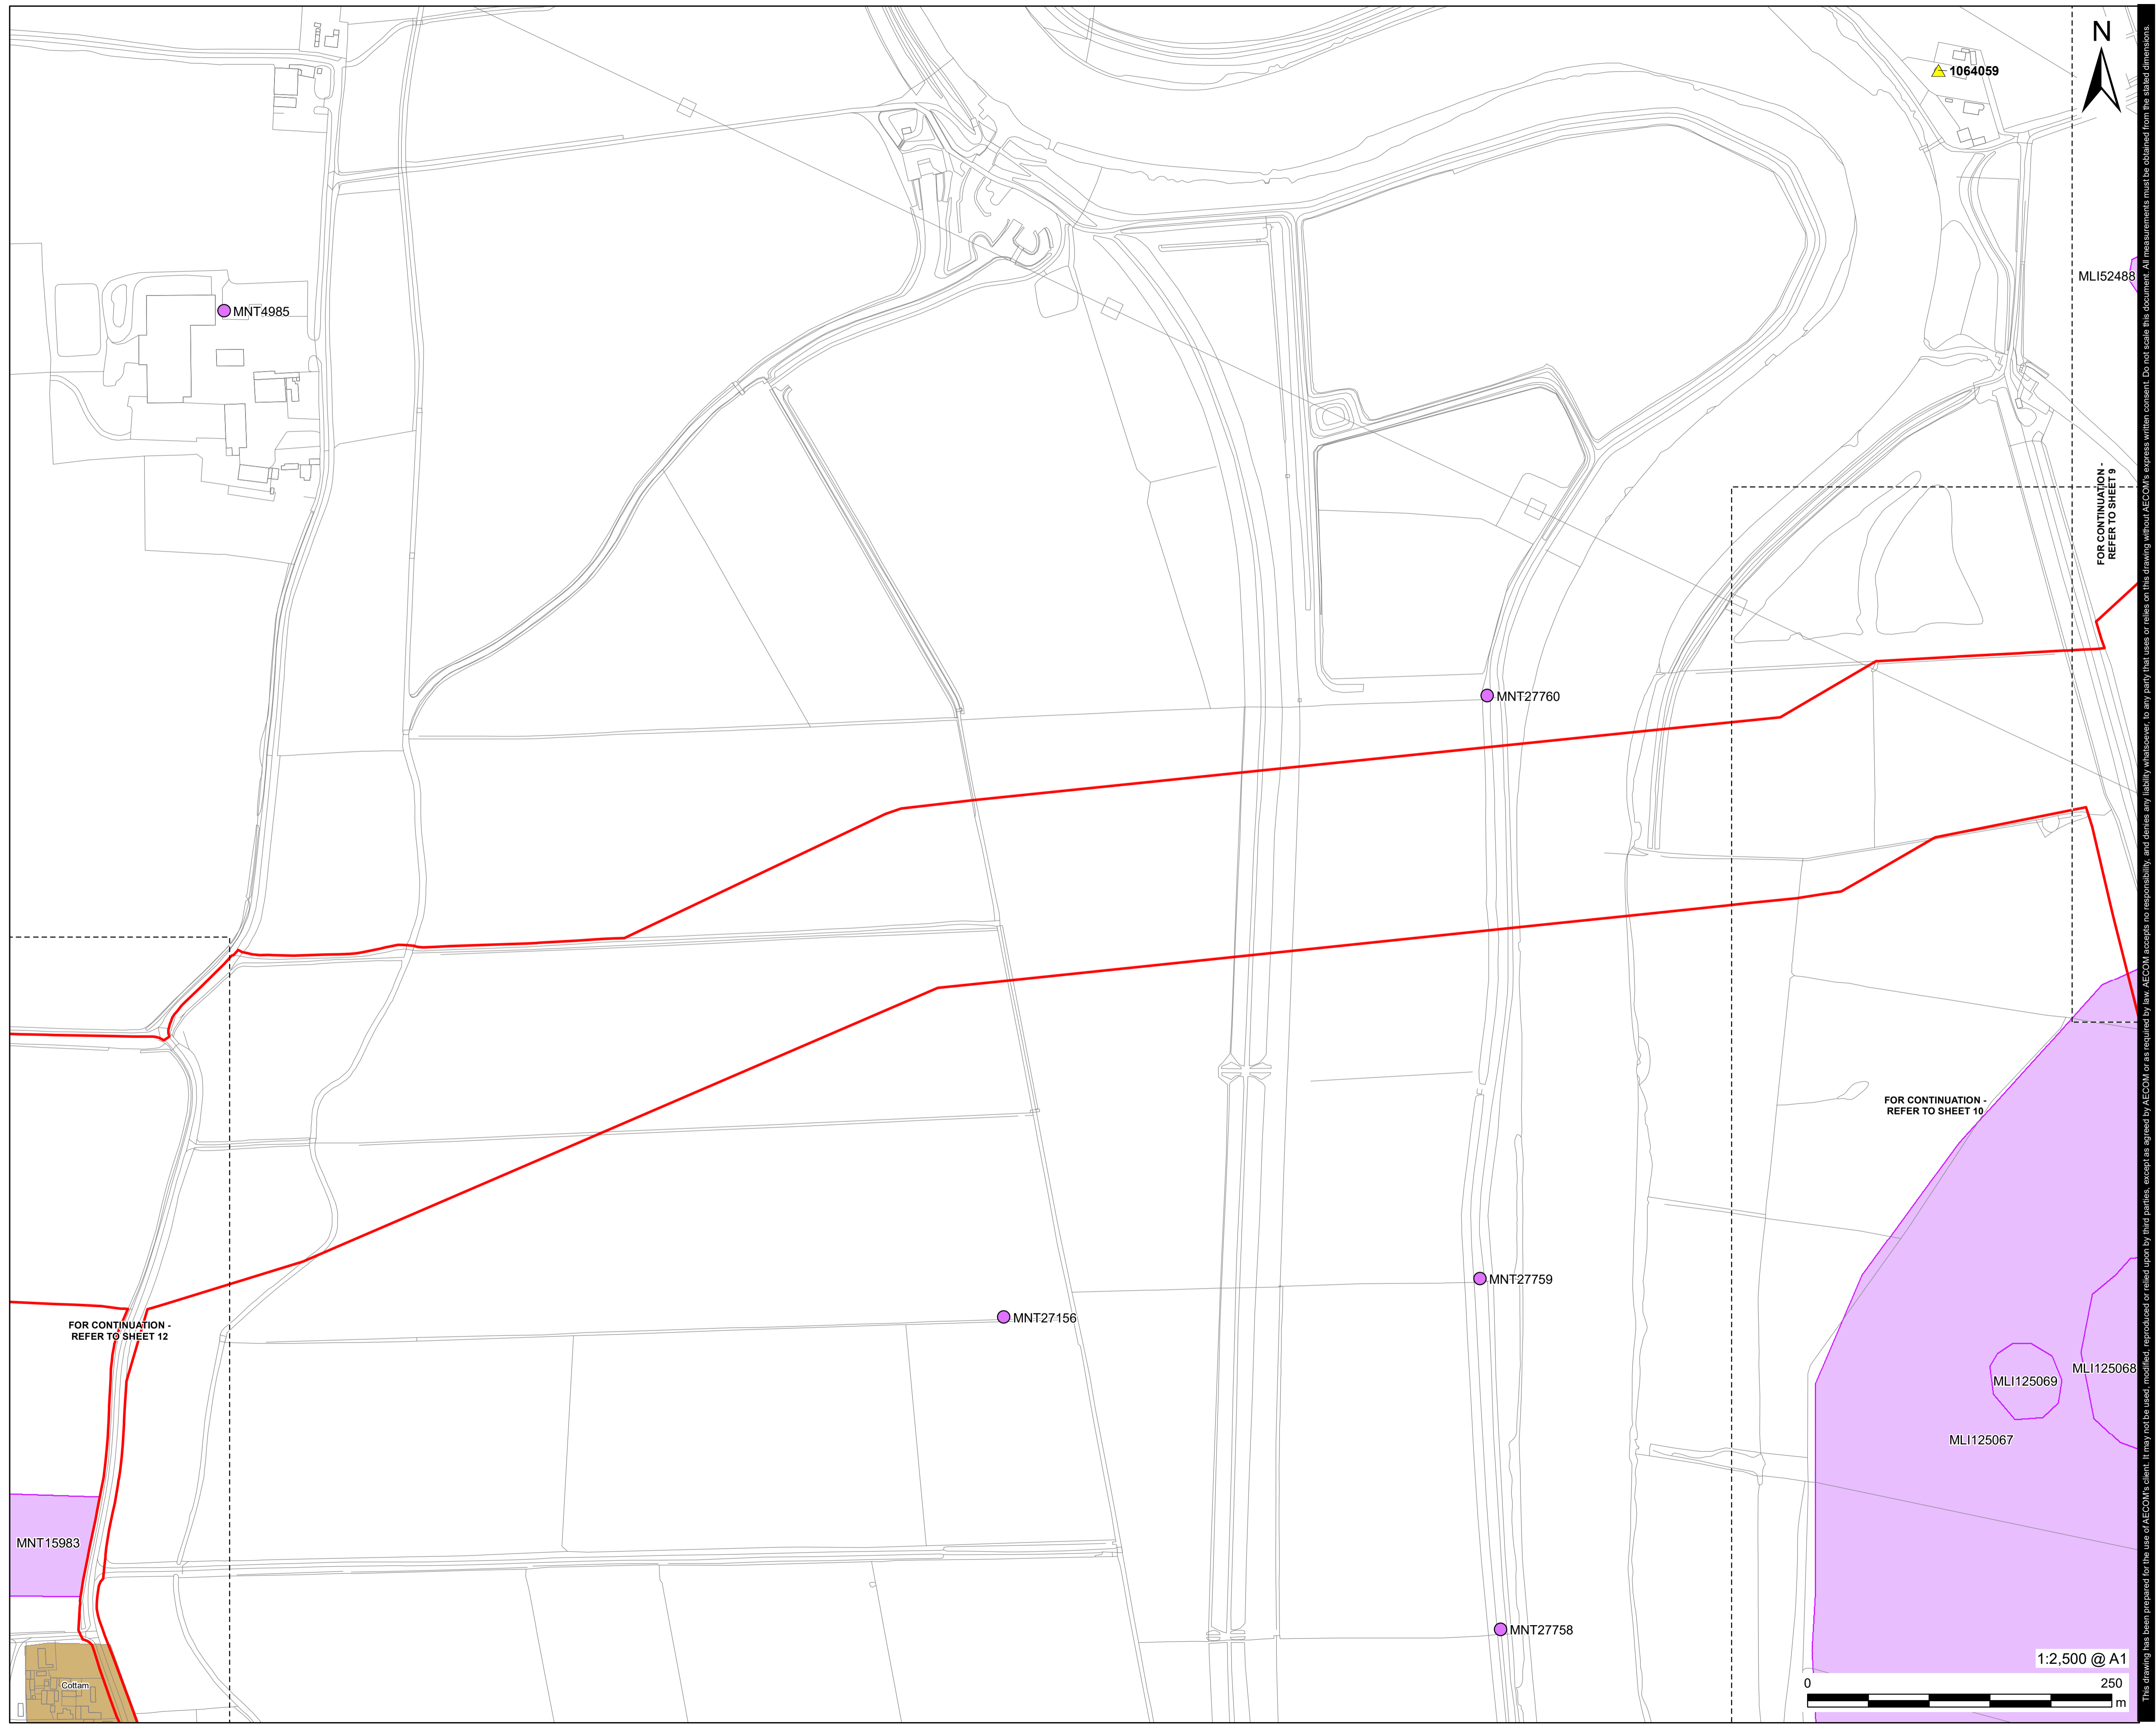 N
1064059
MLI52488
MNT4985
FOR CONTINUATION -
REFER TO SHEET 9
MNT27760
FOR CONTINUATION -
REFER TO SHEET 10
MNT27759
MNT27156
FOR CONTINUATION -
REFER TO SHEET 12
MLI125068
MLI125069
MLI125067
MNT15983
MNT27758
Cottam
1:2,500 @ A1
0 250
m
This drawing has been prepared for the use of AECOM's client. It may not be used, modified, reproduced or relied upon by third parties, except as agreed by AECOM or as required by law. AECOM accepts no responsibility, and denies any liability whatsoever, to any party that uses or relies on this drawing without AECOM's express written consent. Do not scale this document. All measurements must be obtained from the stated dimensions.